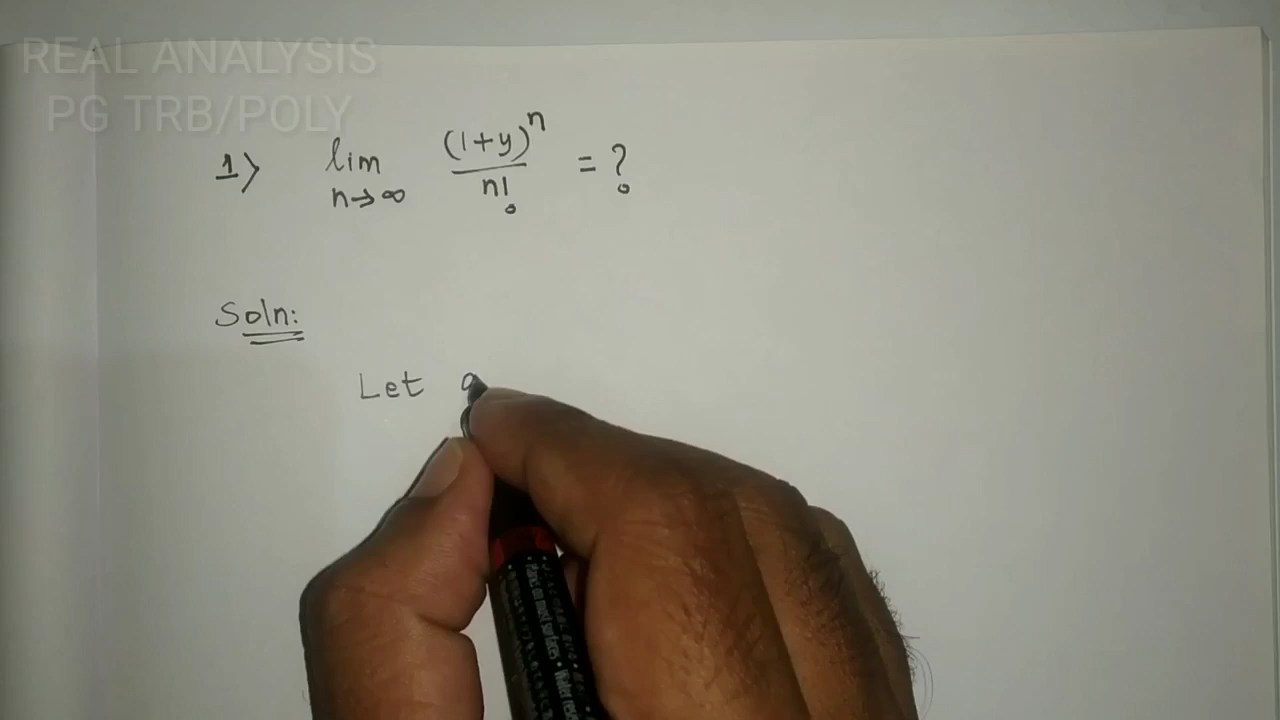 REAL ANALYSIS
PG TRB/POLY
1> lim n→∞ (1+y)^n / n! = ?
Soln:
Let a